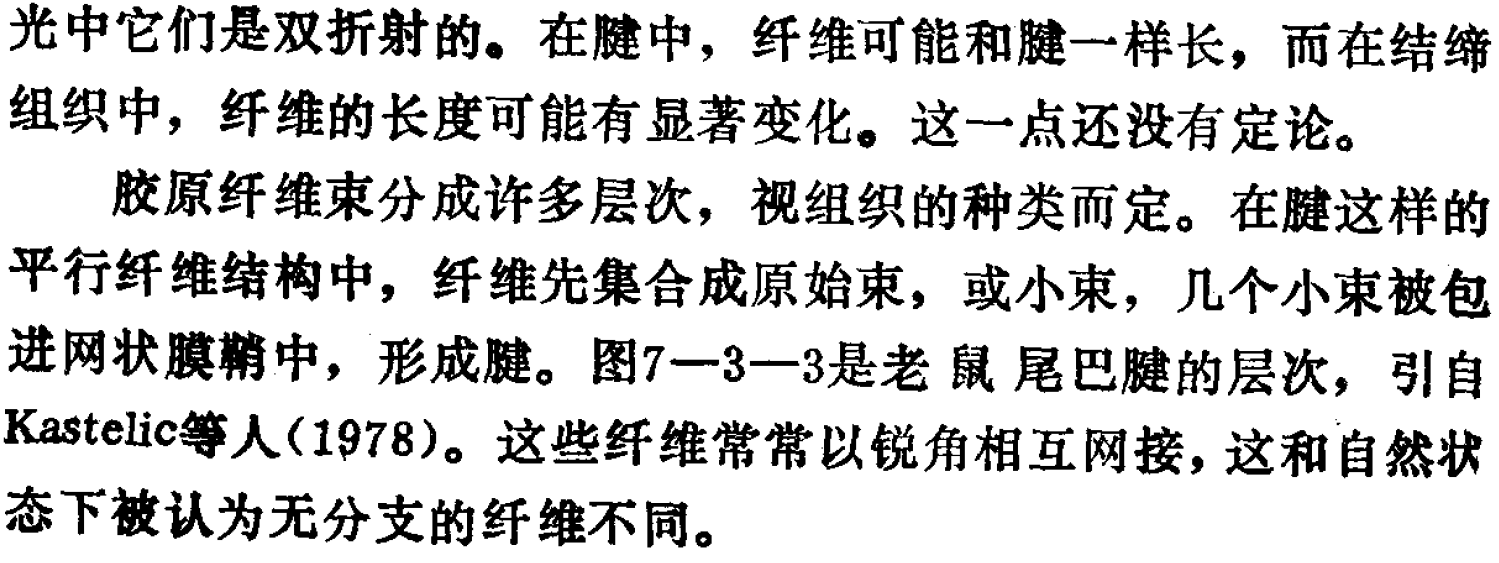 光中它们是双折射的。在腱中，纤维可能和腱一样长，而在结缔
组织中，纤维的长度可能有显著变化。这一点还没有定论。
胶原纤维束分成许多层次，视组织的种类而定。在腱这样的
平行纤维结构中，纤维先集合成原始束，或小束，几个小束被包
进网状膜鞘中，形成腱。图7—3—3是老鼠尾巴腱的层次，引自
Kastelic等人(1978)。这些纤维常常以锐角相互网接，这和自然状
态下被认为无分支的纤维不同。